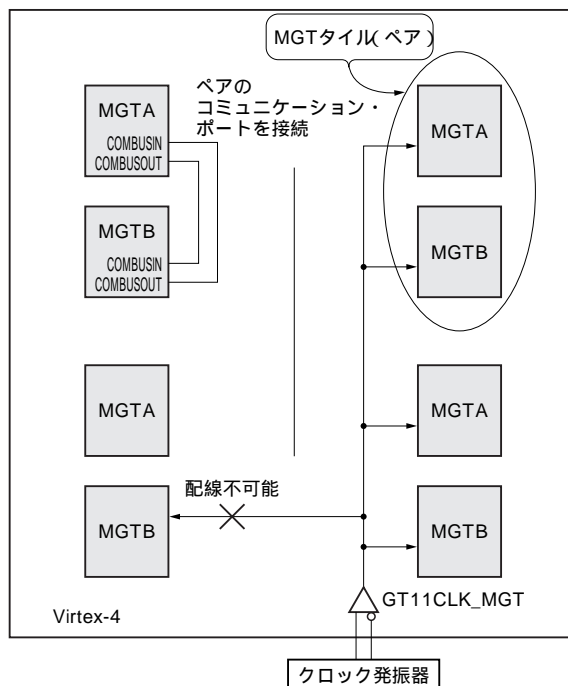 MGTタイル(ペア)
ペアの
コミュニケーション・
ポートを接続
MGTA
COMBUSIN
COMBUSOUT
MGTB
COMBUSIN
COMBUSOUT
MGTA
MGTB
MGTA
MGTB
MGTA
MGTB
配線不可能
GT11CLK_MGT
Virtex-4
クロック発振器